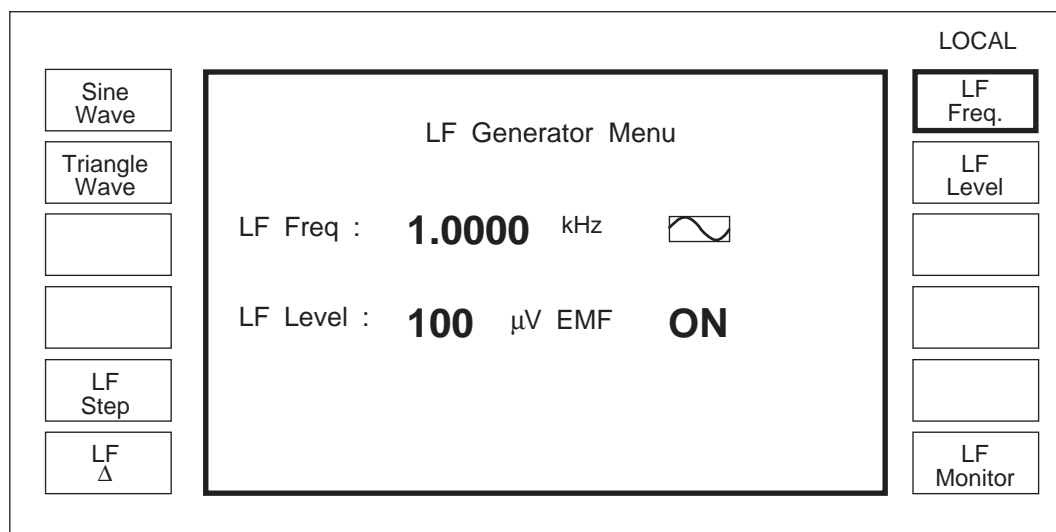 LOCAL
Sine
Wave
Triangle
Wave
LF
Step
LF
Δ
LF Generator Menu
LF Freq : 1.0000 kHz
LF Level : 100 μV EMF ON
LF
Freq.
LF
Level
LF
Monitor